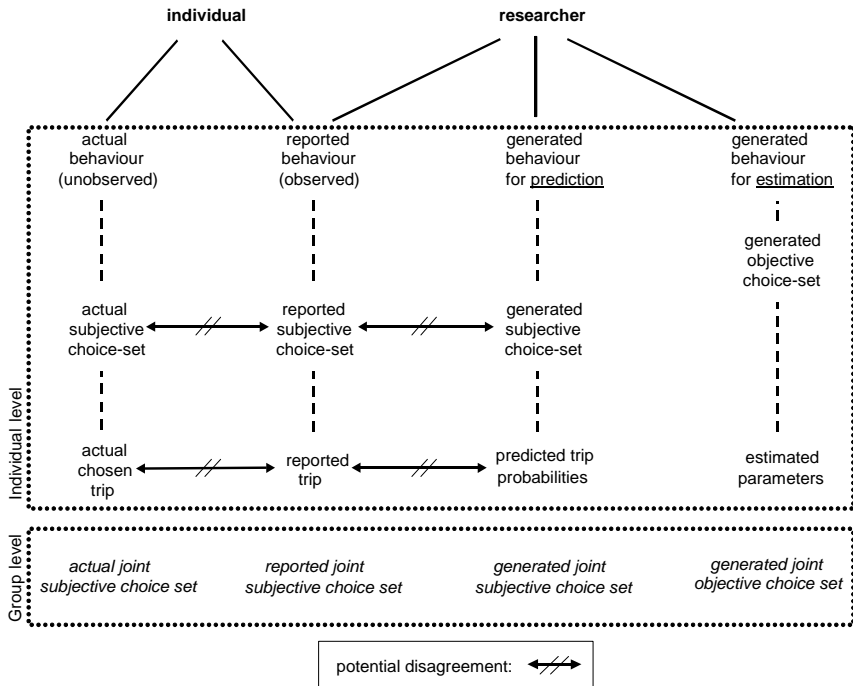 individual
researcher
actual
behaviour
(unobserved)
reported
behaviour
(observed)
generated
behaviour
for prediction
generated
behaviour
for estimation
generated
objective
choice-set
actual
subjective
choice-set
reported
subjective
choice-set
generated
subjective
choice-set
actual
chosen
trip
reported
trip
predicted trip
probabilities
estimated
parameters
Individual level
actual joint
subjective choice set
reported joint
subjective choice set
generated joint
subjective choice set
generated joint
objective choice set
Group level
potential disagreement: